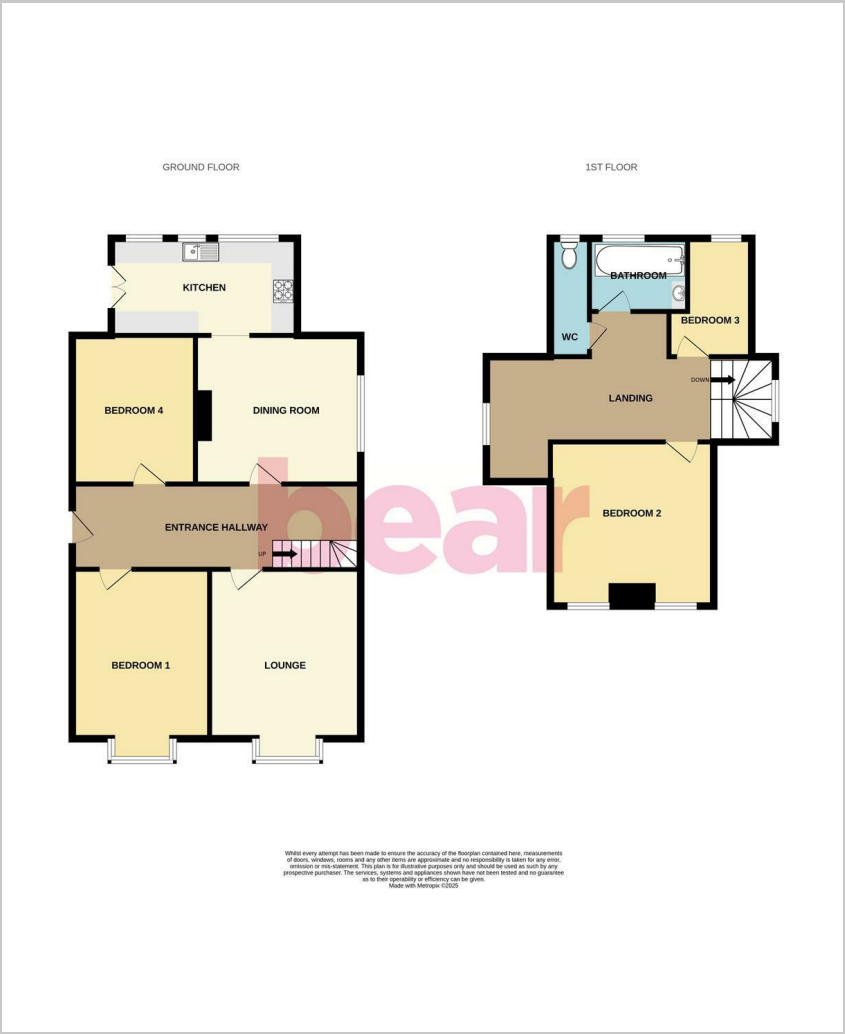 GROUND FLOOR
KITCHEN
BEDROOM 4
DINING ROOM
ENTRANCE HALLWAY
UP
BEDROOM 1
LOUNGE
1ST FLOOR
BATHROOM
WC
BEDROOM 3
DOWN
LANDING
BEDROOM 2
bear
Whilst every attempt has been made to ensure the accuracy of the floorplan contained here, measurements
of doors, windows, rooms and any other items are approximate and no responsibility is taken for any error,
omission or mis-statement. This plan is for illustrative purposes only and should be used as such by any
prospective purchaser. The services, systems and appliances shown have not been tested and no guarantee
as to their operability or efficiency can be given.
Made with Metropix ©2025